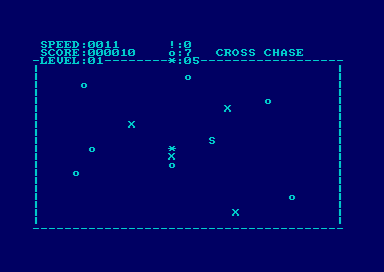 SPEED:0011 !:0
SCORE:000010 o:7 CROSS CHASE
LEVEL:01 *:05
o
o
o
X
X
S
o *
X
o
o
o
X